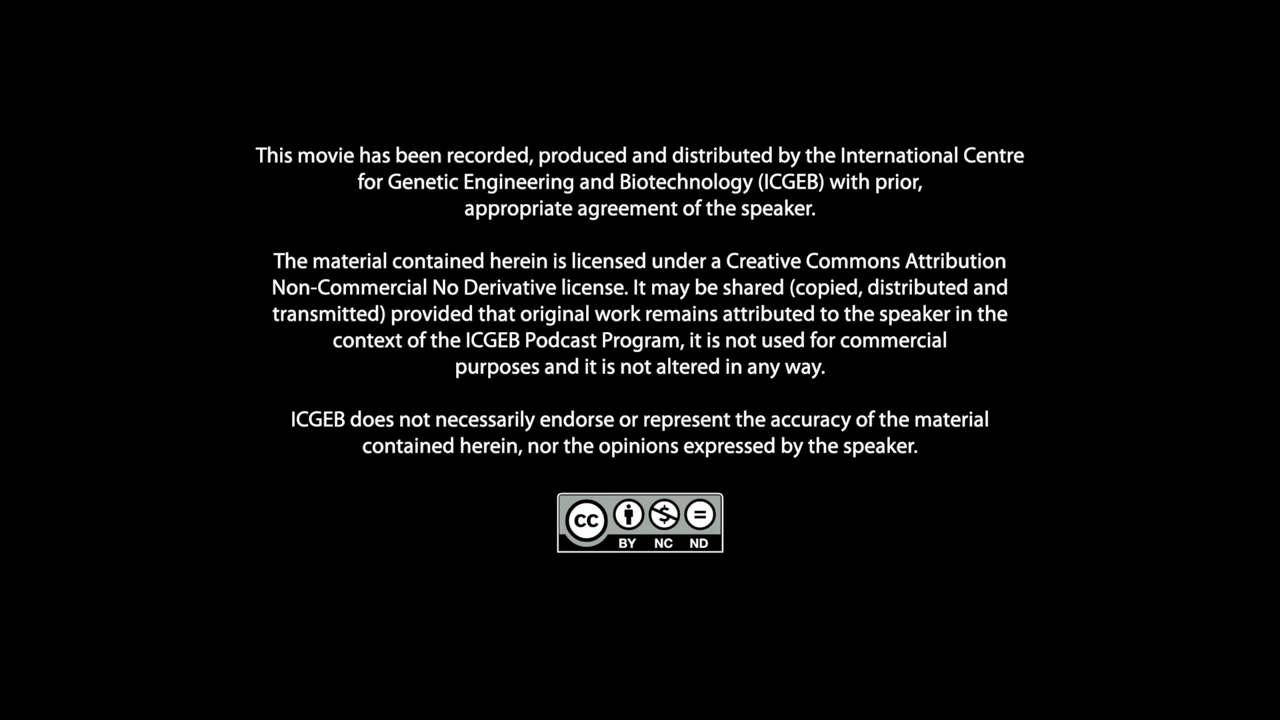 This movie has been recorded, produced and distributed by the International Centre
for Genetic Engineering and Biotechnology (ICGEB) with prior,
appropriate agreement of the speaker.
The material contained herein is licensed under a Creative Commons Attribution
Non-Commercial No Derivative license. It may be shared (copied, distributed and
transmitted) provided that original work remains attributed to the speaker in the
context of the ICGEB Podcast Program, it is not used for commercial
purposes and it is not altered in any way.
ICGEB does not necessarily endorse or represent the accuracy of the material
contained herein, nor the opinions expressed by the speaker.
cc
BY NC ND